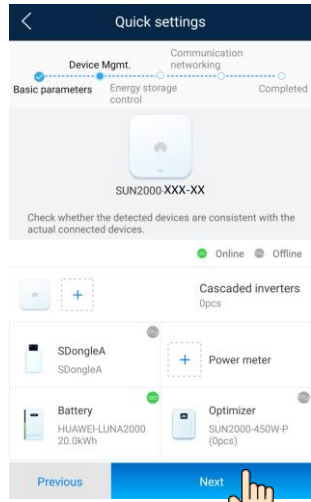 Quick settings
Device Mgmt.
Communication
networking
Basic parameters
Energy storage
control
Completed
SUN2000-XXX-XX
Check whether the detected devices are consistent with the
actual connected devices.
Online
Offline
Cascaded inverters
0pcs
SDongleA
SDongleA
Power meter
Battery
HUAWEI-LUNA2000
20.0kWh
Optimizer
SUN2000-450W-P
(0pcs)
Previous
Next